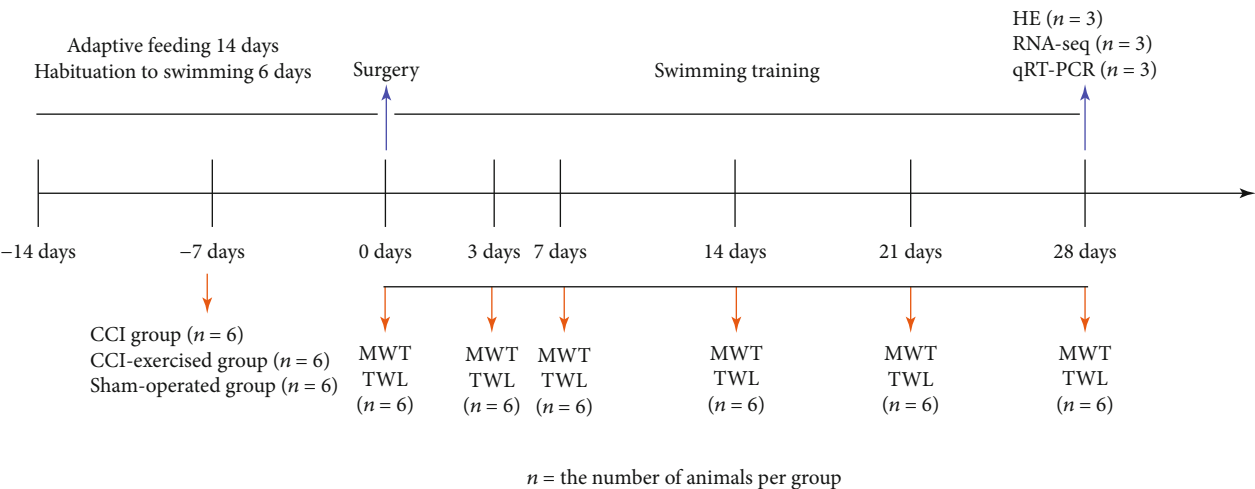 Adaptive feeding 14 days
Habituation to swimming 6 days
Surgery
Swimming training
HE (n = 3)
RNA-seq (n = 3)
qRT-PCR (n = 3)
−14 days
−7 days
0 days
3 days
7 days
14 days
21 days
28 days
CCI group (n = 6)
CCI-exercised group (n = 6)
Sham-operated group (n = 6)
MWT
TWL
(n = 6)
MWT
TWL
(n = 6)
MWT
TWL
(n = 6)
MWT
TWL
(n = 6)
MWT
TWL
(n = 6)
MWT
TWL
(n = 6)
n = the number of animals per group